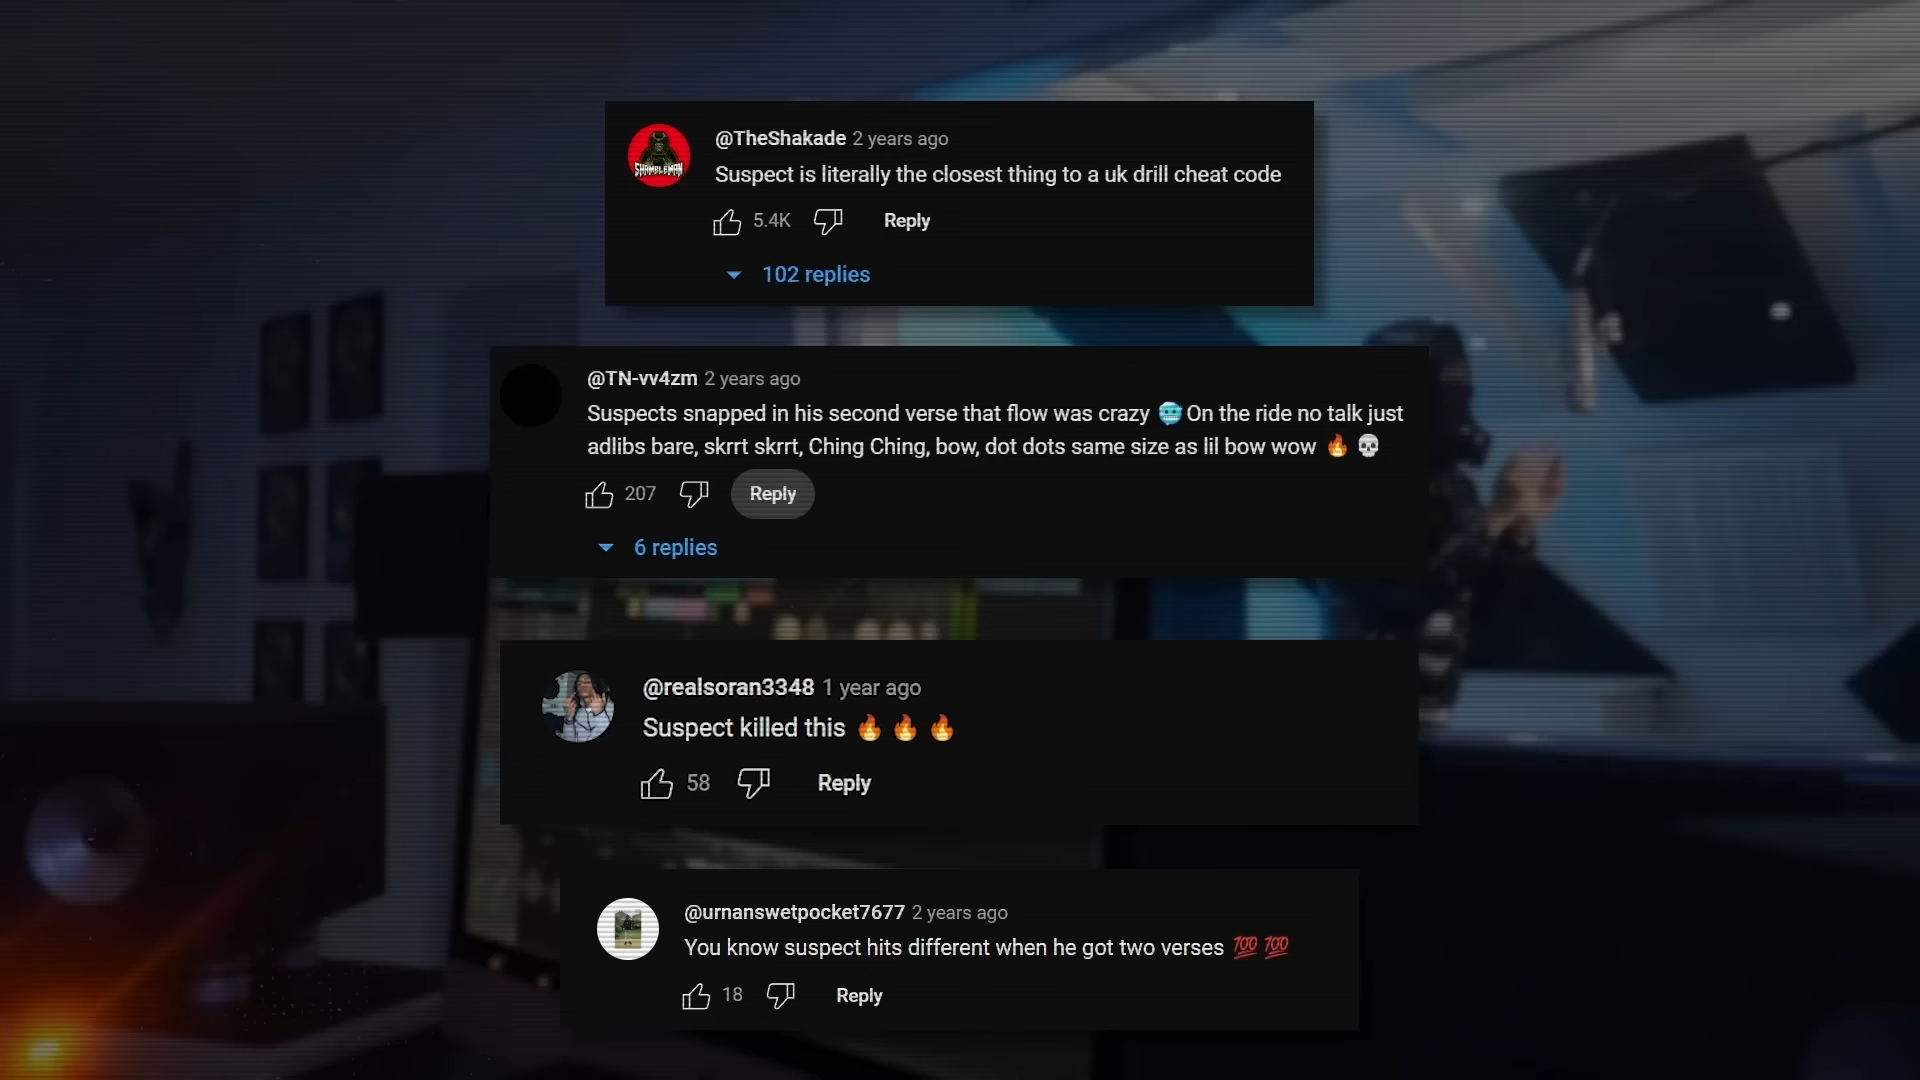 @TheShakade 2 years ago
Suspect is literally the closest thing to a uk drill cheat code
5.4K Reply
102 replies
SHAMBLEMAN
@TN-vv4zm 2 years ago
Suspects snapped in his second verse that flow was crazy 🥶 On the ride no talk just
adlibs bare, skrrt skrrt, Ching Ching, bow, dot dots same size as lil bow wow 🔥 💀
207 Reply
6 replies
@realsoran3348 1 year ago
Suspect killed this 🔥 🔥 🔥
58 Reply
@urnanswetpocket7677 2 years ago
You know suspect hits different when he got two verses 💯 💯
18 Reply